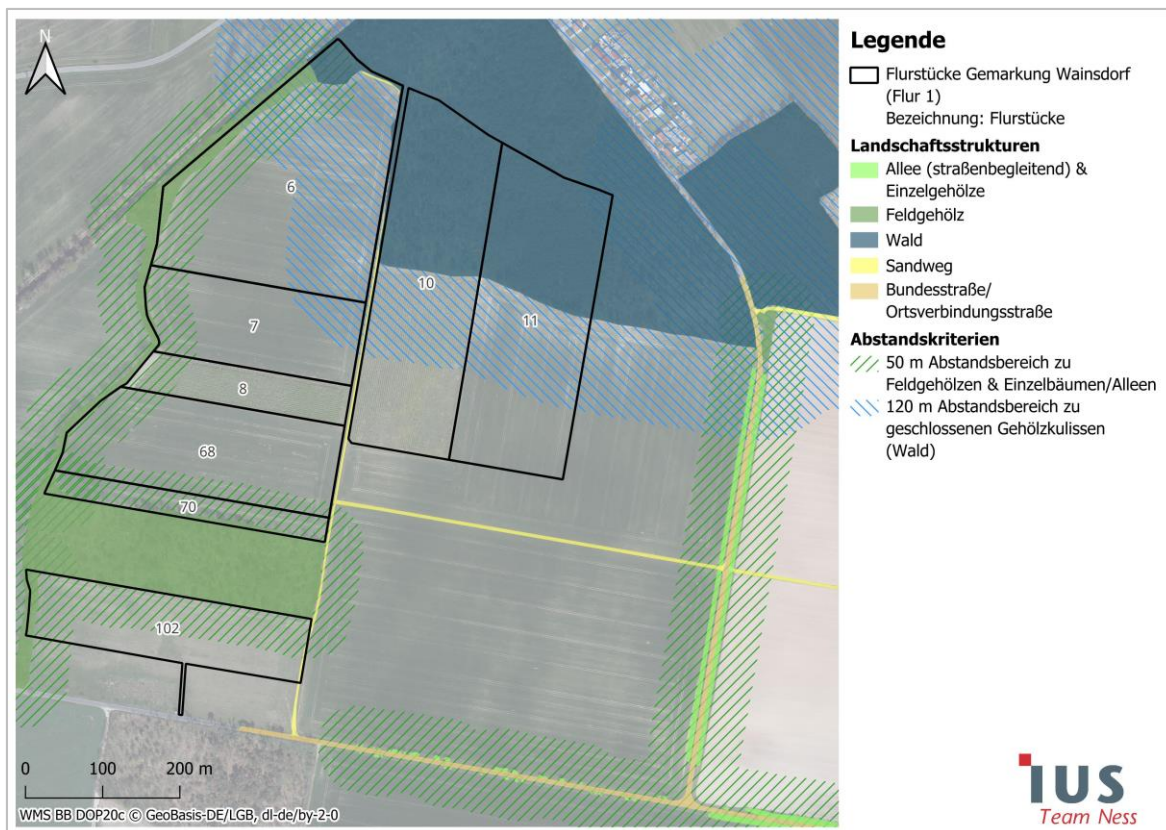 N
6
10
11
7
8
68
70
102
0 100 200 m
WMS BB DOP20c © GeoBasis-DE/LGB, dl-de/by-2-0
Legende
Flurstücke Gemarkung Wainsdorf
(Flur 1)
Bezeichnung: Flurstücke
Landschaftsstrukturen
Allee (straßenbegleitend) &
Einzelgehölze
Feldgehölz
Wald
Sandweg
Bundesstraße/
Ortsverbindungsstraße
Abstandskriterien
50 m Abstandsbereich zu
Feldgehölzen & Einzelbäumen/Alleen
120 m Abstandsbereich zu
geschlossenen Gehölzkulissen
(Wald)
IUS
Team Ness